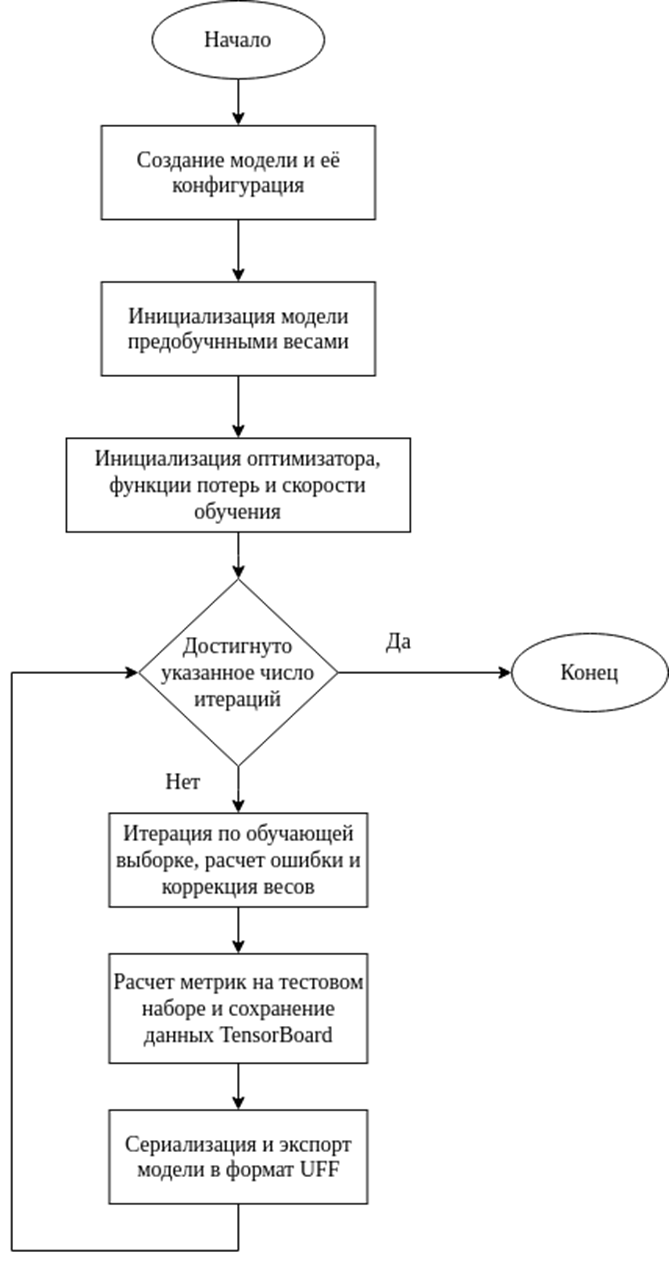 Начало
Создание модели и её
конфигурация
Инициализация модели
предобучнными весами
Инициализация оптимизатора,
функции потерь и скорости
обучения
Достигнуто
указанное число
итераций
Да
Конец
Нет
Итерация по обучающей
выборке, расчет ошибки и
коррекция весов
Расчет метрик на тестовом
наборе и сохранение
данных TensorBoard
Сериализация и экспорт
модели в формат UFF